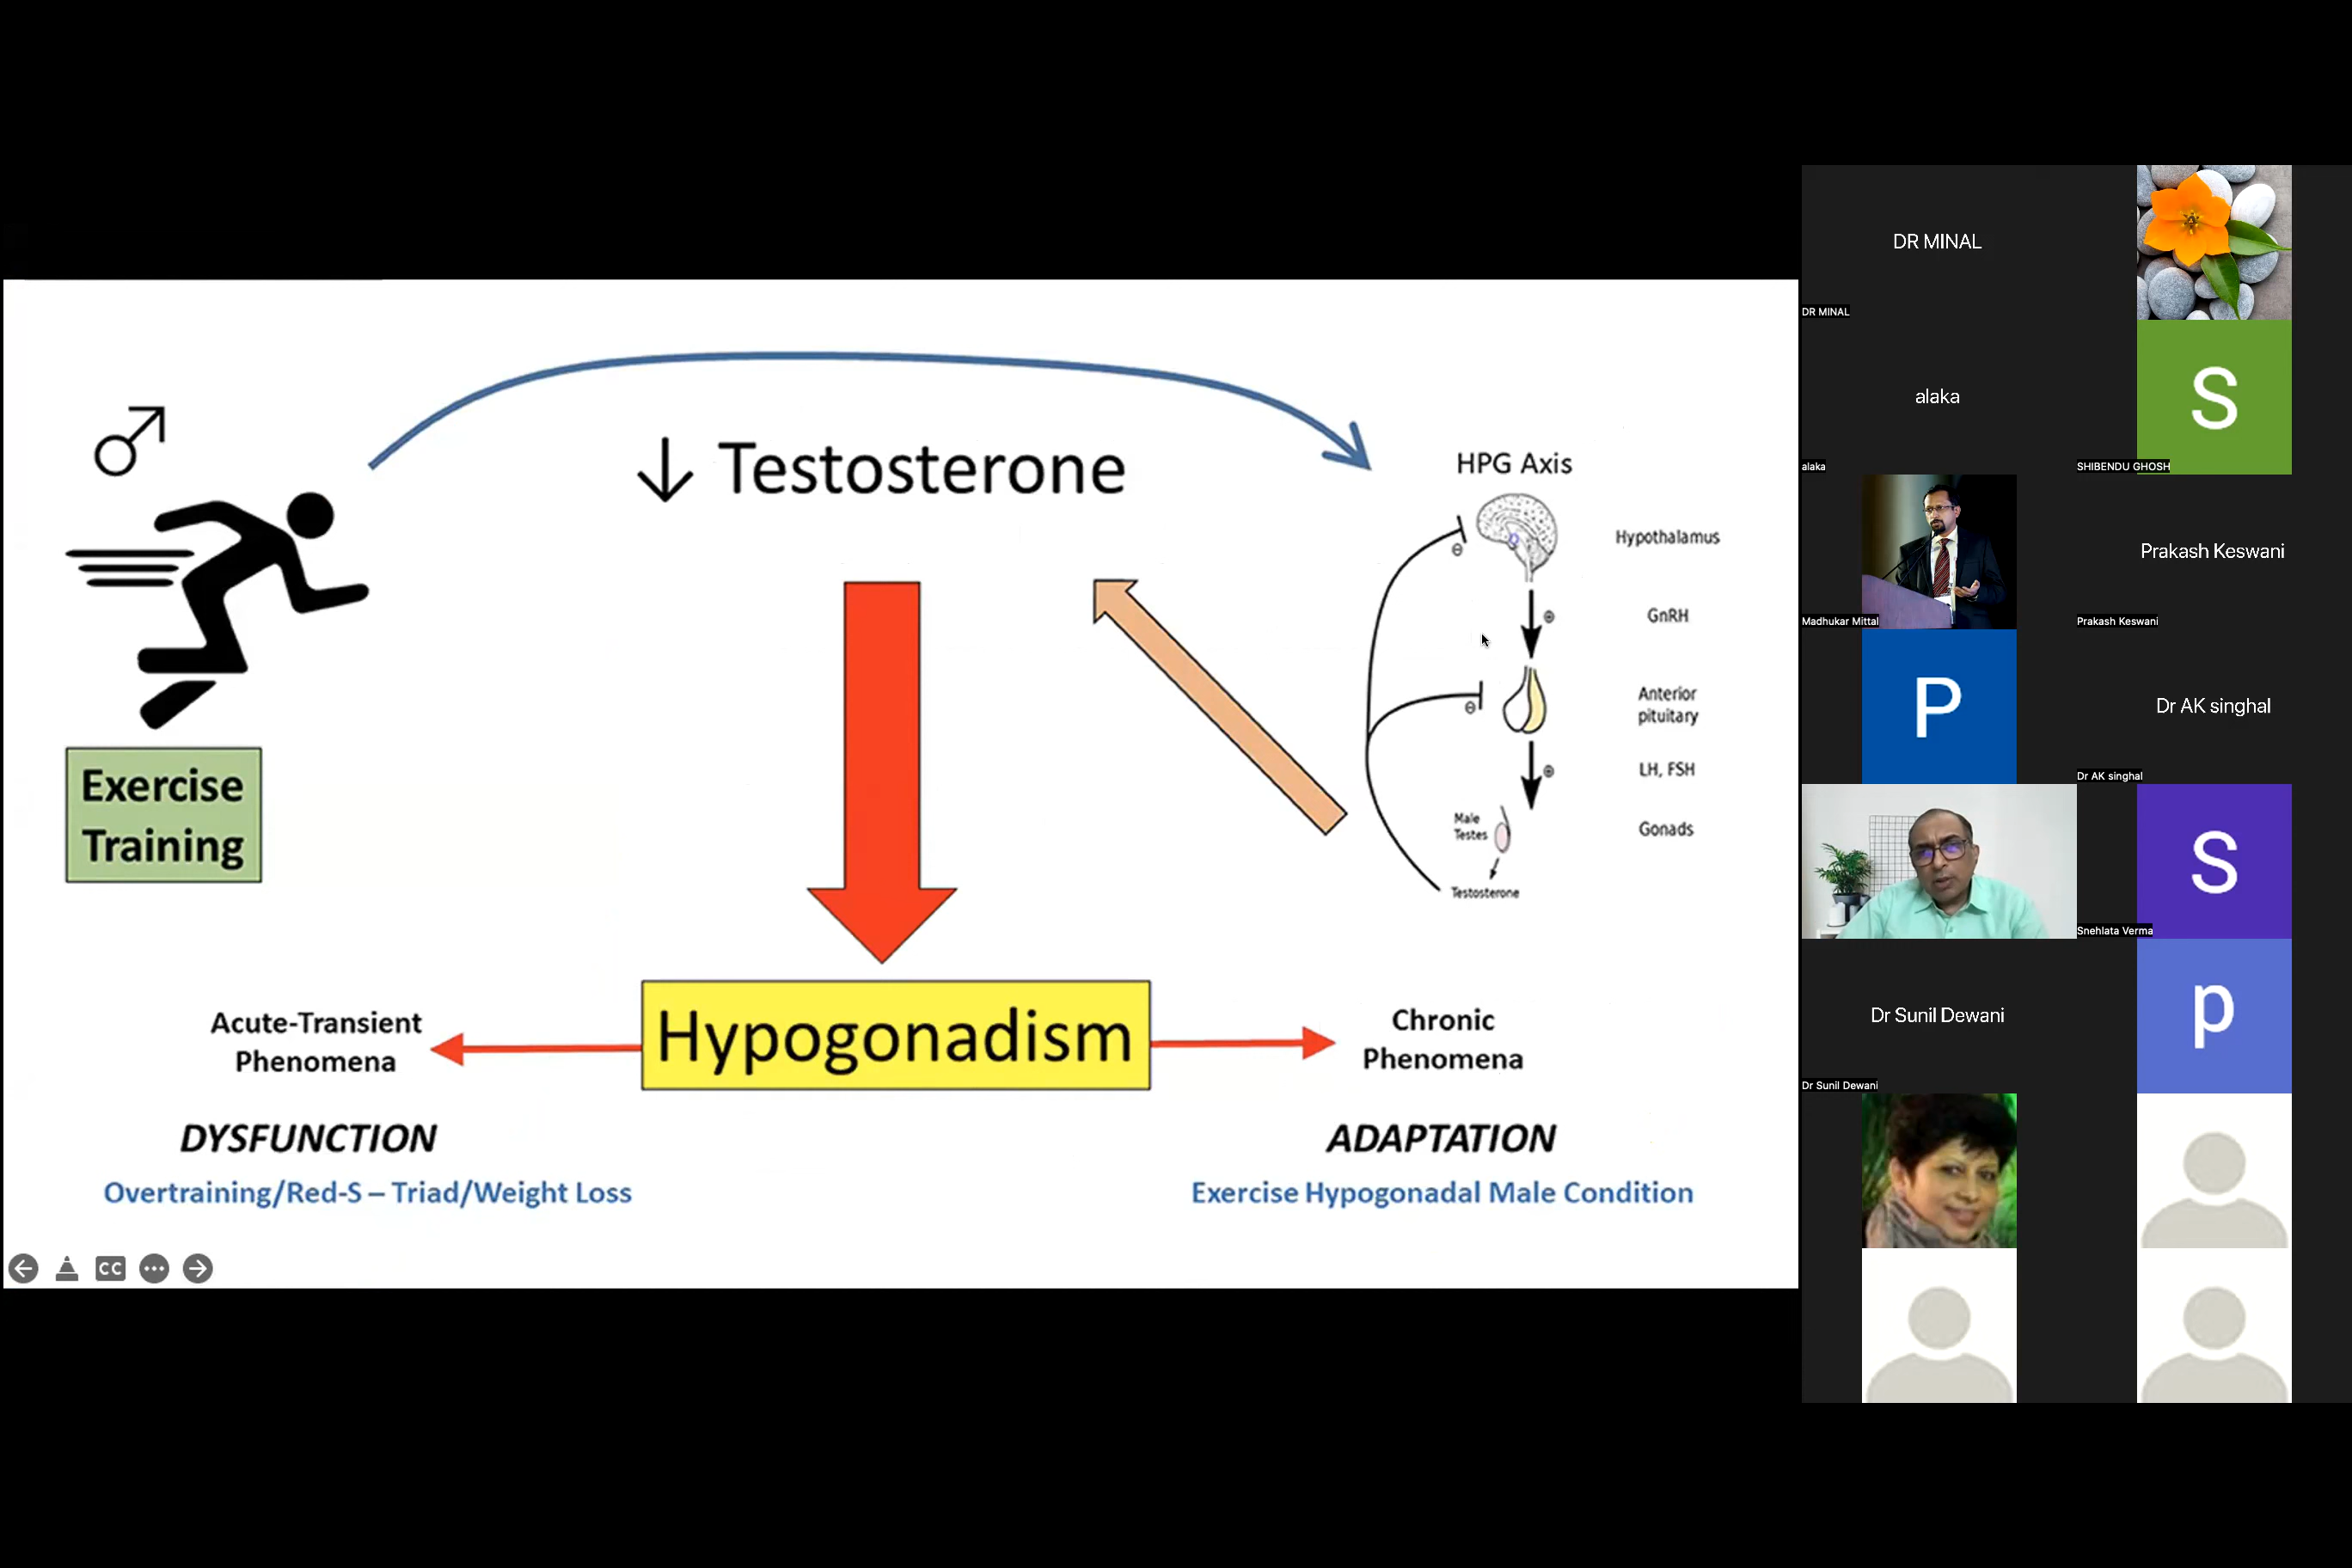 ↓ Testosterone
HPG Axis
Hypothalamus
GnRH
Anterior
pituitary
LH, FSH
Male
Testes
Gonads
Testosterone
Exercise
Training
Hypogonadism
Acute-Transient
Phenomena
DYSFUNCTION
Overtraining/Red-S – Triad/Weight Loss
Chronic
Phenomena
ADAPTATION
Exercise Hypogonadal Male Condition
CC
DR MINAL
DR MINAL
alaka
alaka
S
SHIBENDU GHOSH
Madhukar Mittal
Prakash Keswani
Prakash Keswani
P
Dr AK singhal
Dr AK singhal
S
Snehlata Verma
Dr Sunil Dewani
Dr Sunil Dewani
p